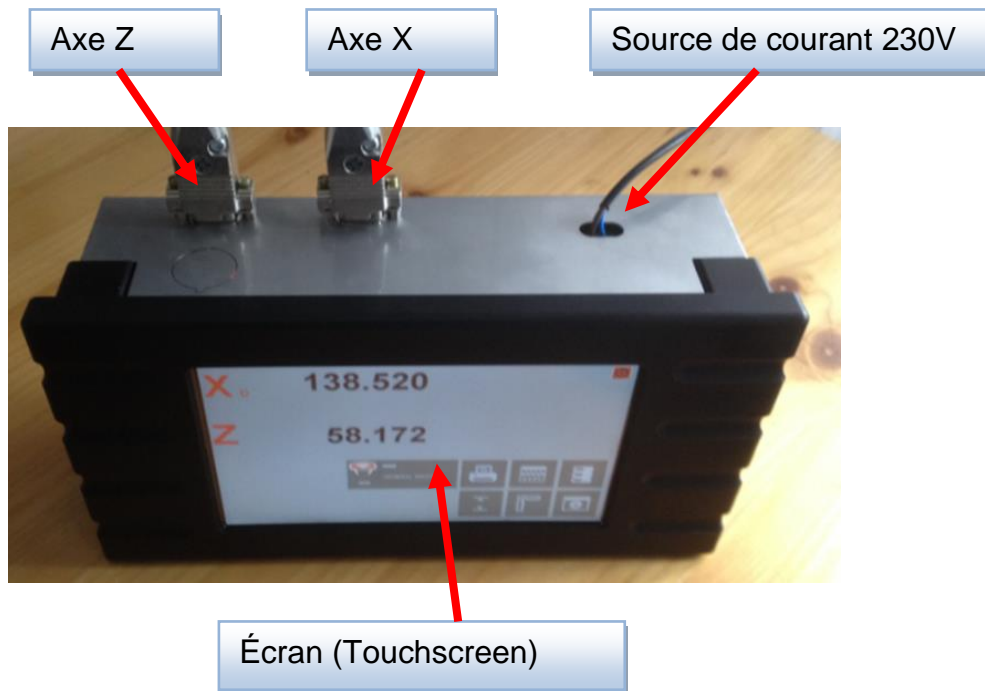 Axe Z
Axe X
Source de courant 230V
X
138.520
Z
58.172
Écran (Touchscreen)